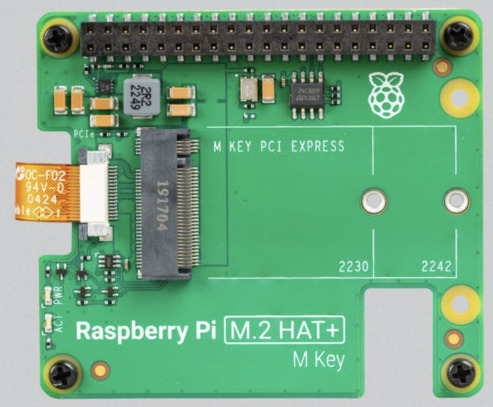 2R2
2249
PCIe
M KEY PCI EXPRESS
OC-F02
94V-0
0424
191704
2230
2242
PWR
ACT
Raspberry Pi M.2 HAT+
M Key